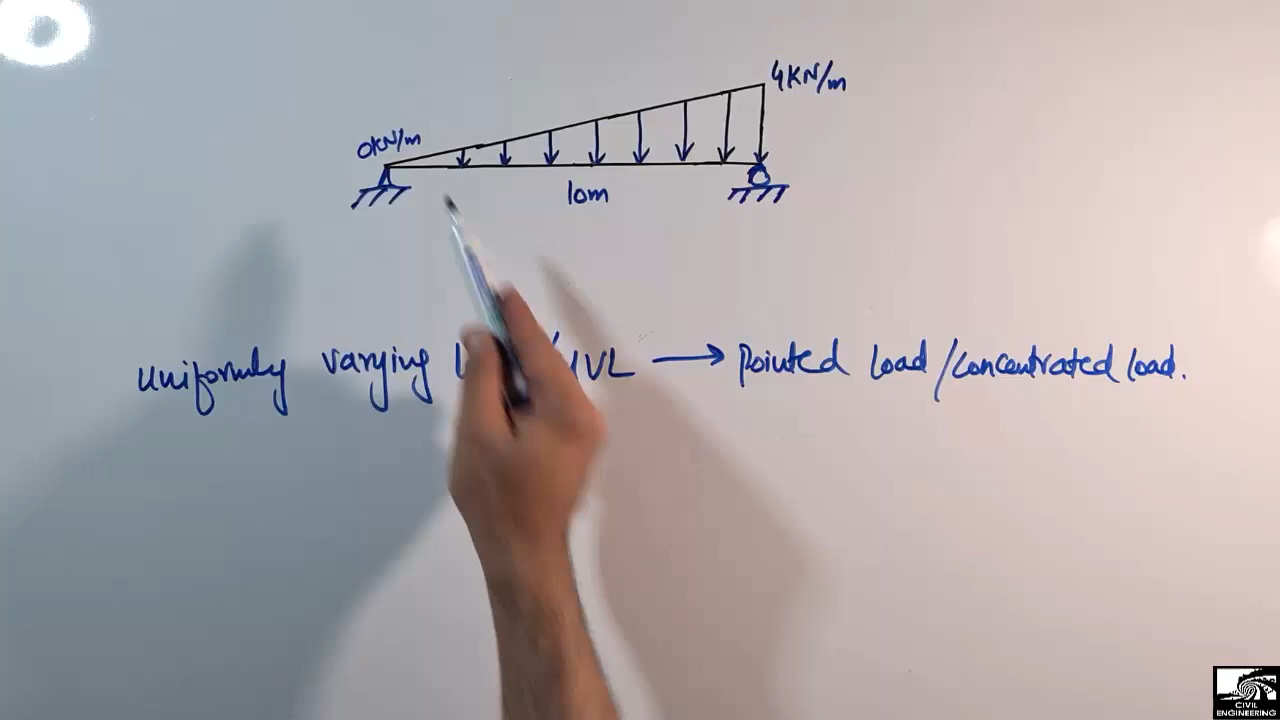 4KN/m
0KN/m
10m
uniformly varying /UVL → Pointed Load/Concentrated load.
CIVIL
ENGINEERING